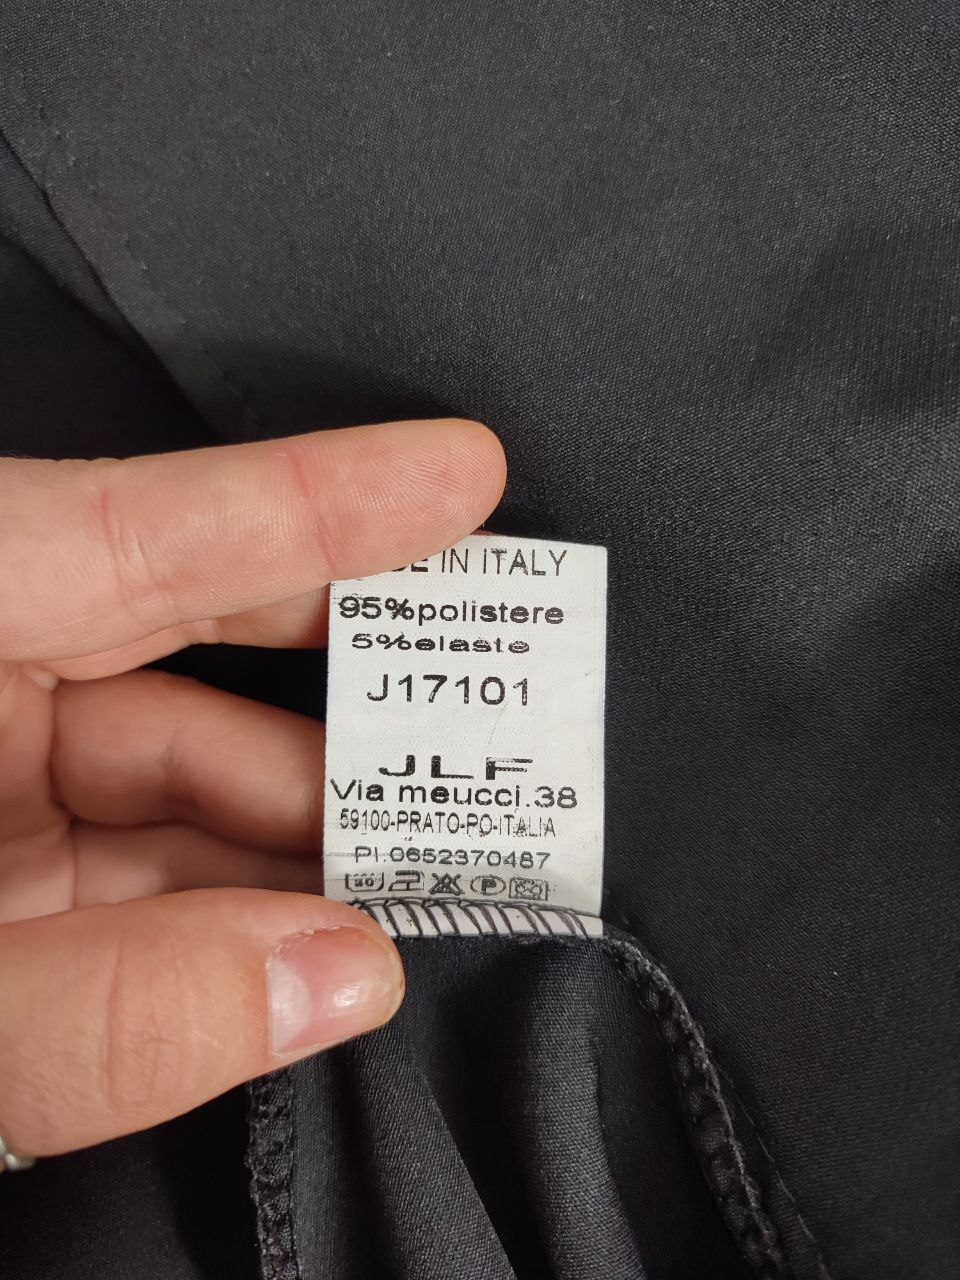 IN ITALY
95%polistere
5%elaste
J17101
JLF
Via meucci.38
59100-PRATO-PO-ITALIA
PI.0652370487
P